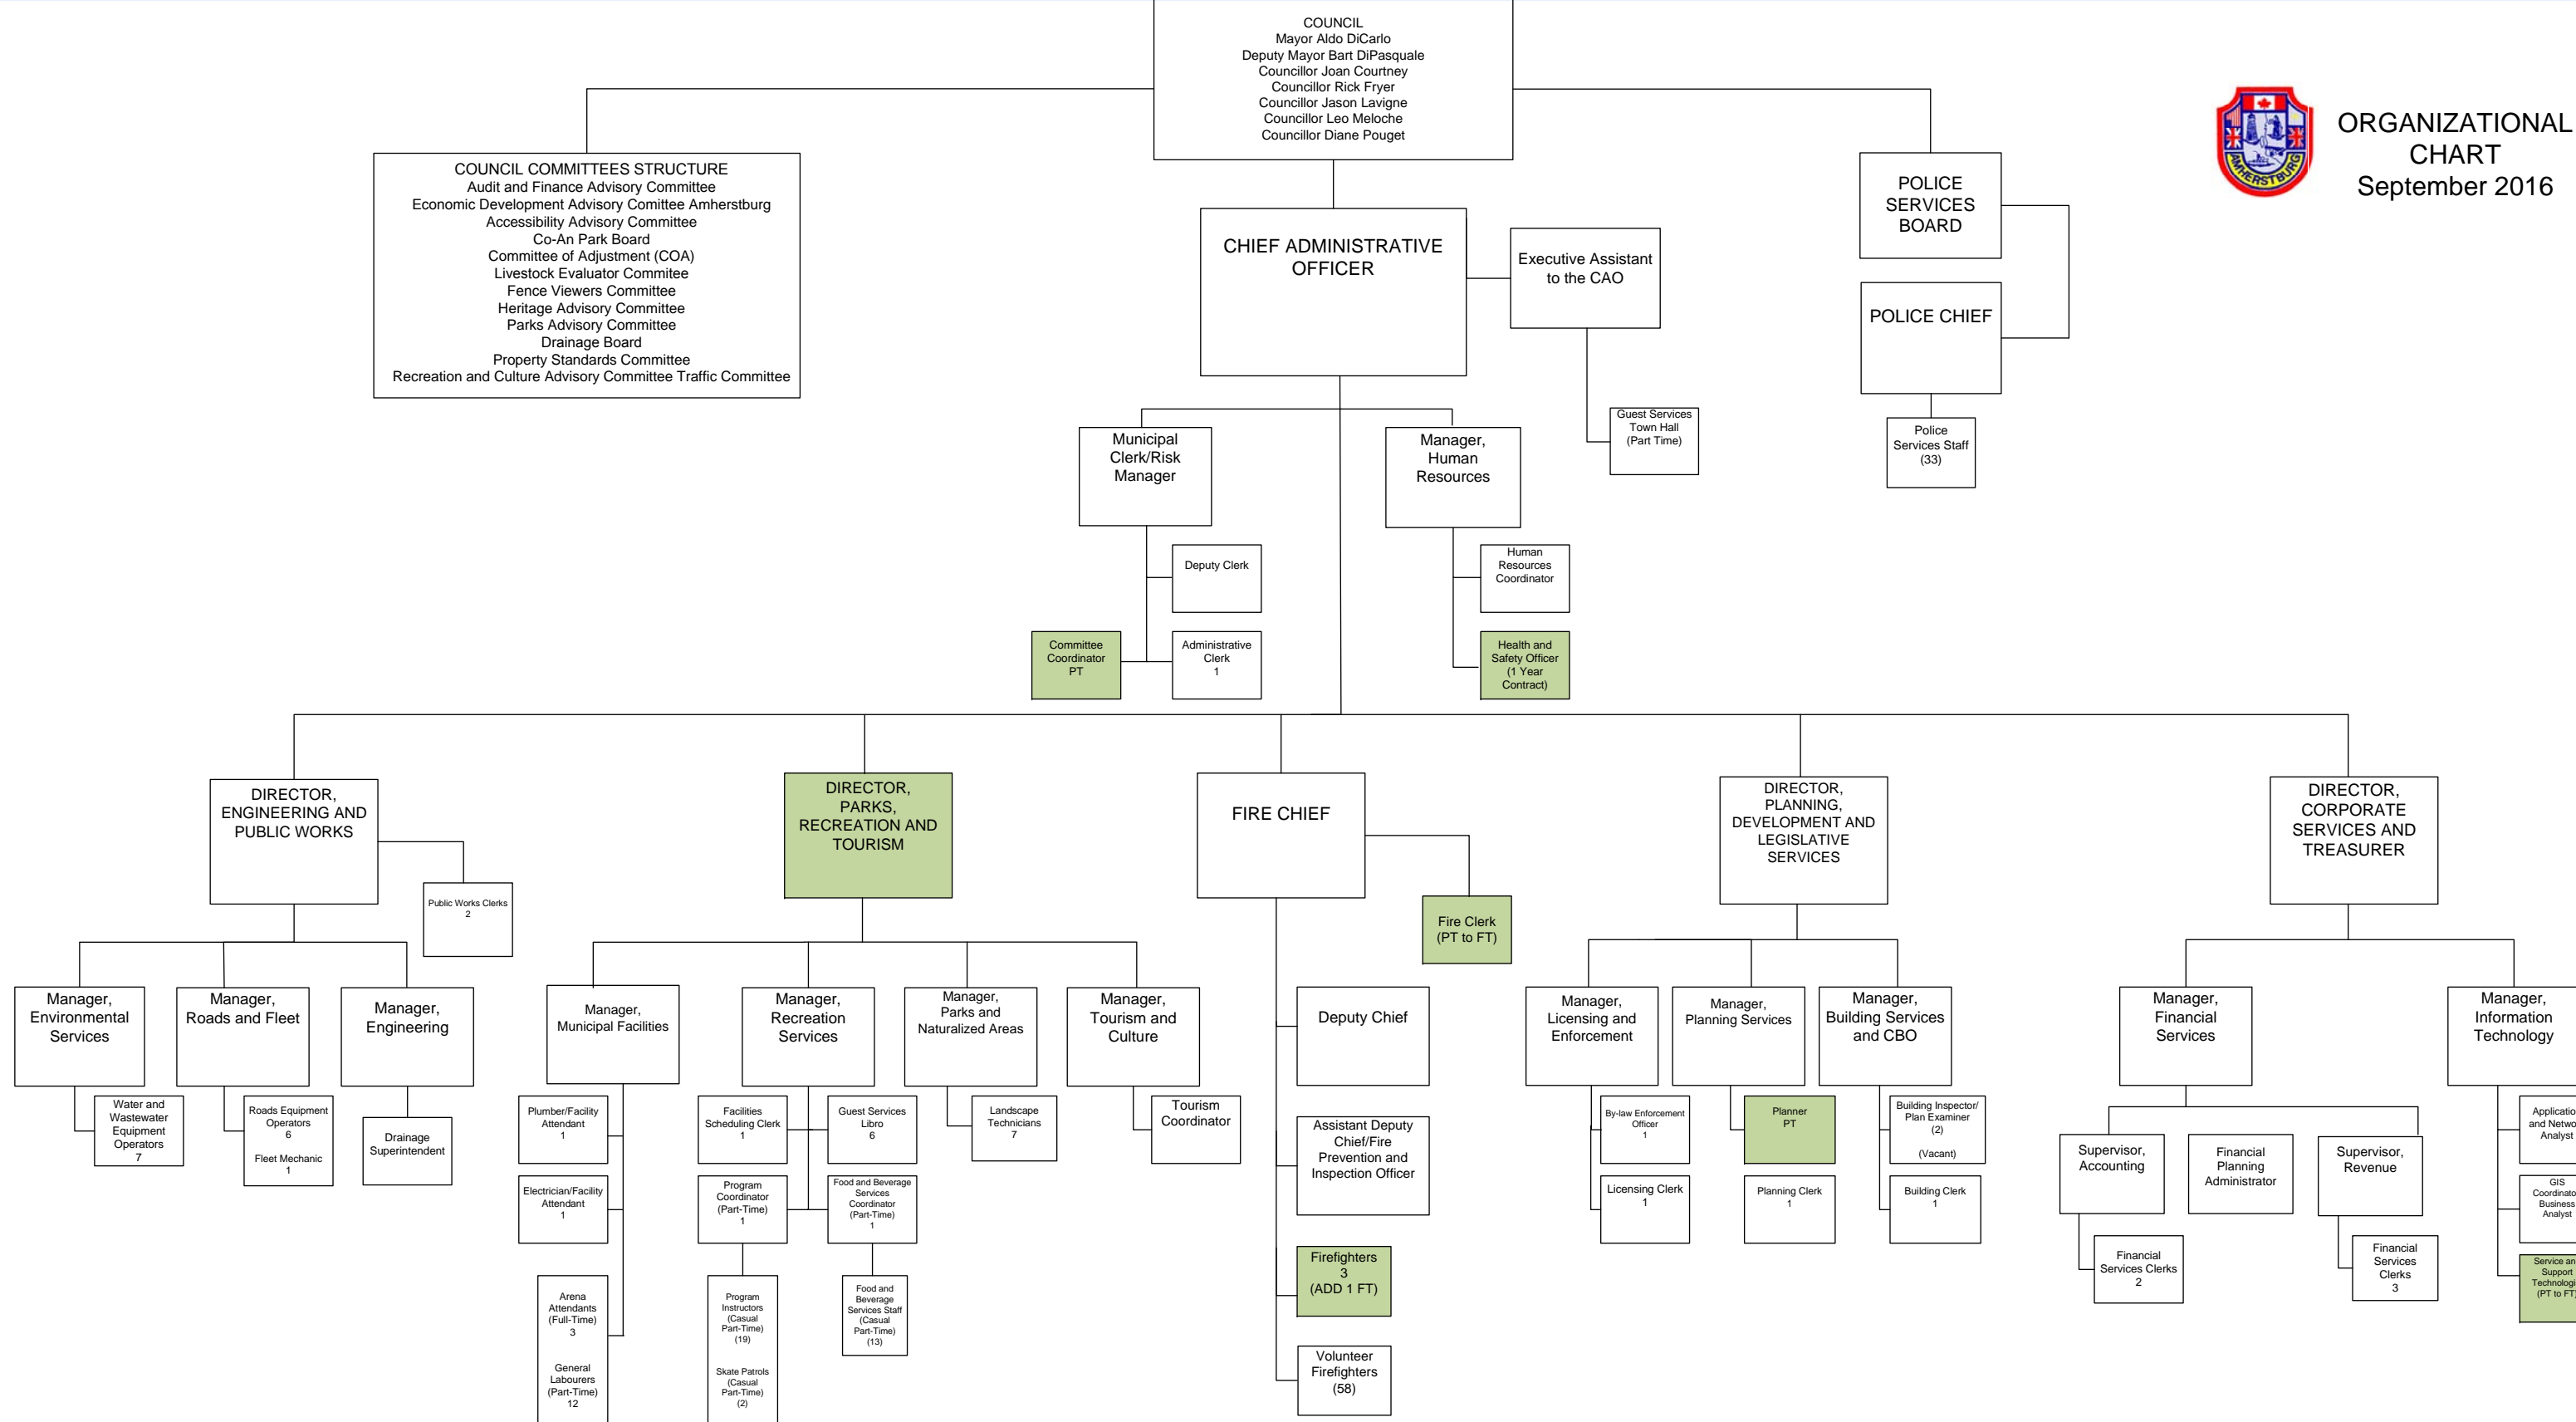 COUNCIL
Mayor Aldo DiCarlo
Deputy Mayor Bart DiPasquale
Councillor Joan Courtney
Councillor Rick Fryer
Councillor Jason Lavigne
Councillor Leo Meloche
Councillor Diane Pouget
AMHERSTBURG
ORGANIZATIONAL
CHART
September 2016
COUNCIL COMMITTEES STRUCTURE
Audit and Finance Advisory Committee
Economic Development Advisory Comittee Amherstburg
Accessibility Advisory Committee
Co-An Park Board
Committee of Adjustment (COA)
Livestock Evaluator Commitee
Fence Viewers Committee
Heritage Advisory Committee
Parks Advisory Committee
Drainage Board
Property Standards Committee
Recreation and Culture Advisory Committee Traffic Committee
CHIEF ADMINISTRATIVE
OFFICER
Executive Assistant
to the CAO
POLICE
SERVICES
BOARD
POLICE CHIEF
Police
Services Staff
(33)
Guest Services
Town Hall
(Part Time)
Municipal
Clerk/Risk
Manager
Manager,
Human
Resources
Deputy Clerk
Human
Resources
Coordinator
Committee
Coordinator
PT
Administrative
Clerk
1
Health and
Safety Officer
(1 Year
Contract)
DIRECTOR,
ENGINEERING AND
PUBLIC WORKS
DIRECTOR,
PARKS,
RECREATION AND
TOURISM
FIRE CHIEF
DIRECTOR,
PLANNING,
DEVELOPMENT AND
LEGISLATIVE
SERVICES
DIRECTOR,
CORPORATE
SERVICES AND
TREASURER
Public Works Clerks
2
Fire Clerk
(PT to FT)
Manager,
Environmental
Services
Manager,
Roads and Fleet
Manager,
Engineering
Manager,
Municipal Facilities
Manager,
Recreation
Services
Manager,
Parks and
Naturalized Areas
Manager,
Tourism and
Culture
Deputy Chief
Manager,
Licensing and
Enforcement
Manager,
Planning Services
Manager,
Building Services
and CBO
Manager,
Financial
Services
Manager,
Information
Technology
Water and
Wastewater
Equipment
Operators
7
Roads Equipment
Operators
6
Fleet Mechanic
1
Drainage
Superintendent
Plumber/Facility
Attendant
1
Facilities
Scheduling Clerk
1
Guest Services
Libro
6
Landscape
Technicians
7
Tourism
Coordinator
Assistant Deputy
Chief/Fire
Prevention and
Inspection Officer
By-law Enforcement
Officer
1
Planner
PT
Building Inspector/
Plan Examiner
(2)
(Vacant)
Supervisor,
Accounting
Financial
Planning
Administrator
Supervisor,
Revenue
Applicatio
and Netwo
Analyst
Electrician/Facility
Attendant
1
Program
Coordinator
(Part-Time)
1
Food and Beverage
Services
Coordinator
(Part-Time)
1
Licensing Clerk
1
Planning Clerk
1
Building Clerk
1
GIS
Coordinato
Business
Analyst
Firefighters
3
(ADD 1 FT)
Financial
Services Clerks
2
Financial
Services
Clerks
3
Service an
Support
Technologi
(PT to FT)
Arena
Attendants
(Full-Time)
3
General
Labourers
(Part-Time)
12
Program
Instructors
(Casual
Part-Time)
(19)
Skate Patrols
(Casual
Part-Time)
(2)
Food and
Beverage
Services Staff
(Casual
Part-Time)
(13)
Volunteer
Firefighters
(58)